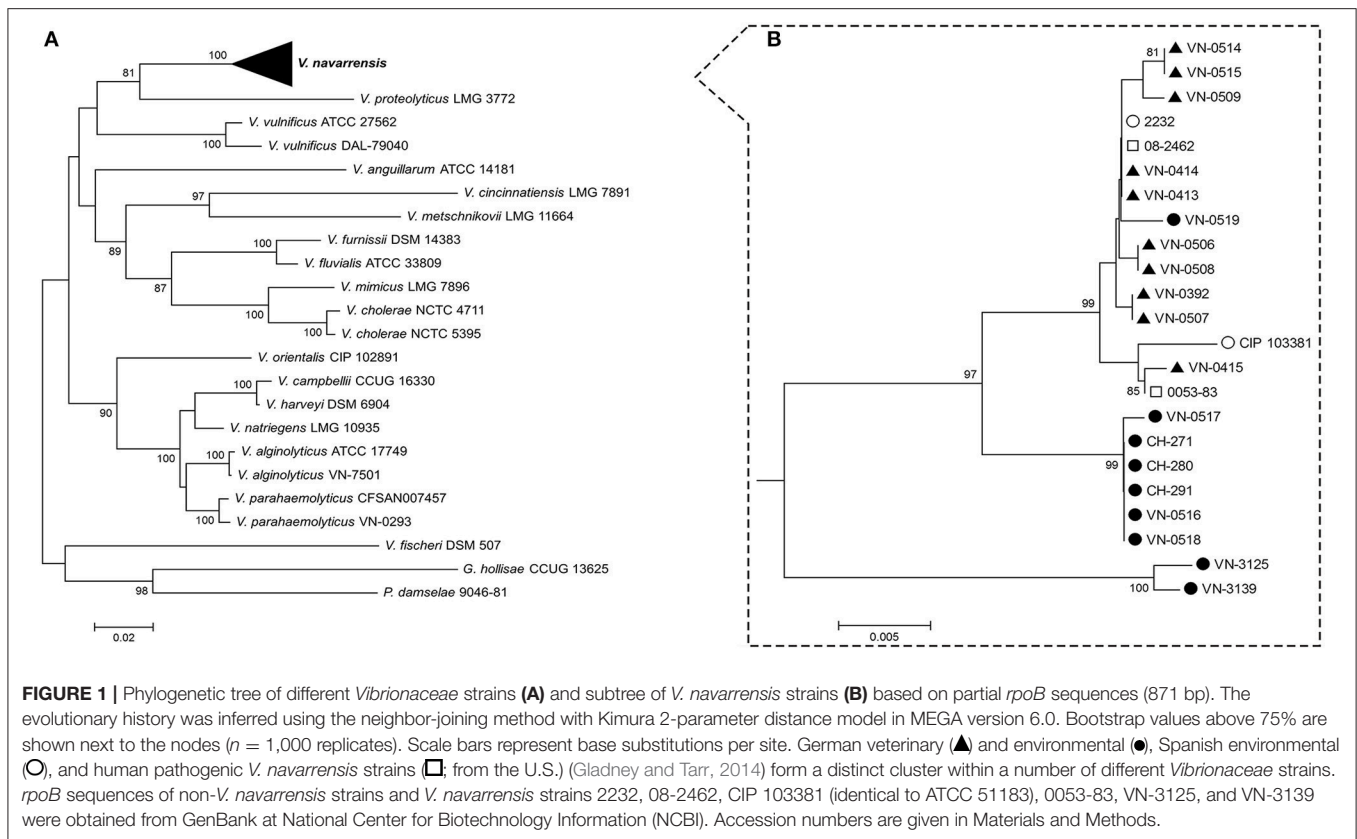 A
100
V. navarrensis
81
V. proteolyticus LMG 3772
V. vulnificus ATCC 27562
100
V. vulnificus DAL-79040
V. anguillarum ATCC 14181
97
V. cincinnatiensis LMG 7891
V. metschnikovii LMG 11664
89
100
V. furnissii DSM 14383
V. fluvialis ATCC 33809
87
V. mimicus LMG 7896
100
V. cholerae NCTC 4711
100
V. cholerae NCTC 5395
V. orientalis CIP 102891
90
100
V. campbellii CCUG 16330
V. harveyi DSM 6904
V. natriegens LMG 10935
100
V. alginolyticus ATCC 17749
100
V. alginolyticus VN-7501
V. parahaemolyticus CFSAN007457
100
V. parahaemolyticus VN-0293
V. fischeri DSM 507
G. hollisae CCUG 13625
98
P. damselae 9046-81
0.02
B
81
VN-0514
VN-0515
VN-0509
2232
08-2462
VN-0414
VN-0413
VN-0519
VN-0506
VN-0508
99
VN-0392
VN-0507
CIP 103381
VN-0415
85
0053-83
97
VN-0517
CH-271
99
CH-280
CH-291
VN-0516
VN-0518
VN-3125
100
VN-3139
0.005
FIGURE 1 | Phylogenetic tree of different Vibrionaceae strains (A) and subtree of V. navarrensis strains (B) based on partial rpoB sequences (871 bp). The
evolutionary history was inferred using the neighbor-joining method with Kimura 2-parameter distance model in MEGA version 6.0. Bootstrap values above 75% are
shown next to the nodes (n = 1,000 replicates). Scale bars represent base substitutions per site. German veterinary (▲) and environmental (●), Spanish environmental
(○), and human pathogenic V. navarrensis strains (□; from the U.S.) (Gladney and Tarr, 2014) form a distinct cluster within a number of different Vibrionaceae strains.
rpoB sequences of non-V. navarrensis strains and V. navarrensis strains 2232, 08-2462, CIP 103381 (identical to ATCC 51183), 0053-83, VN-3125, and VN-3139
were obtained from GenBank at National Center for Biotechnology Information (NCBI). Accession numbers are given in Materials and Methods.